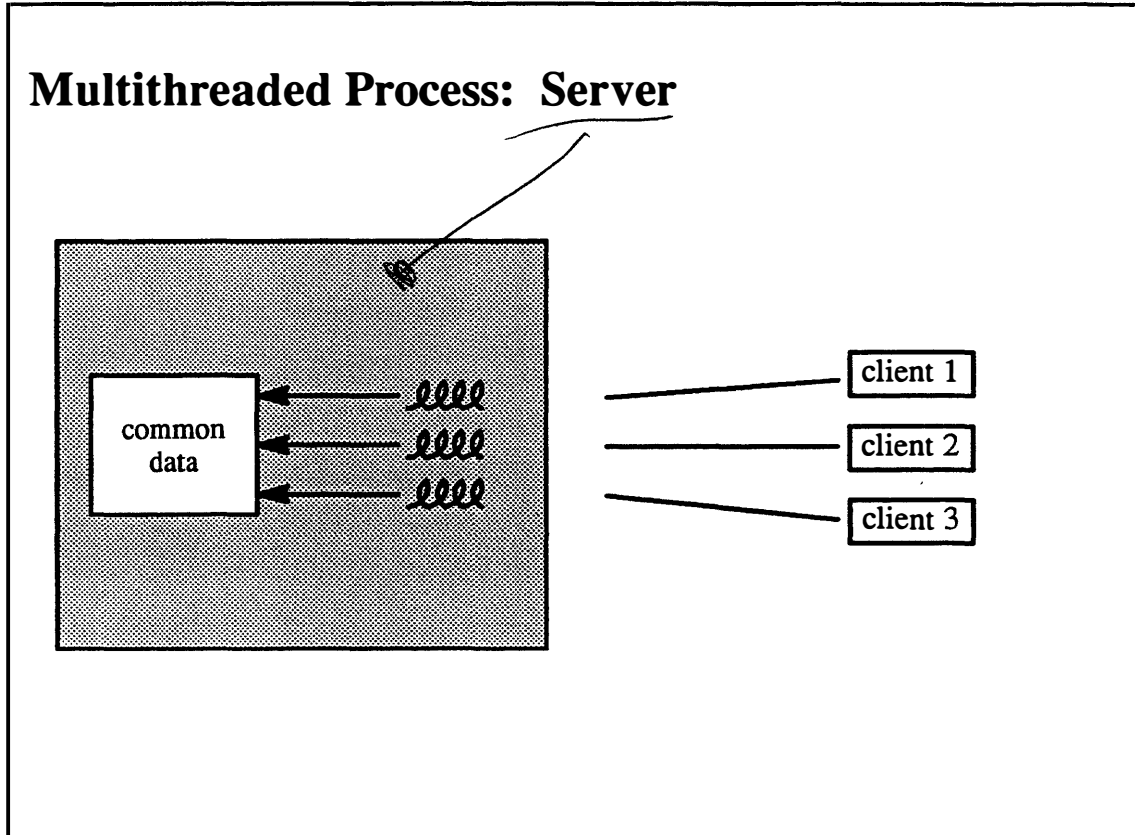 Multithreaded Process: Server
common
data
client 1
client 2
client 3